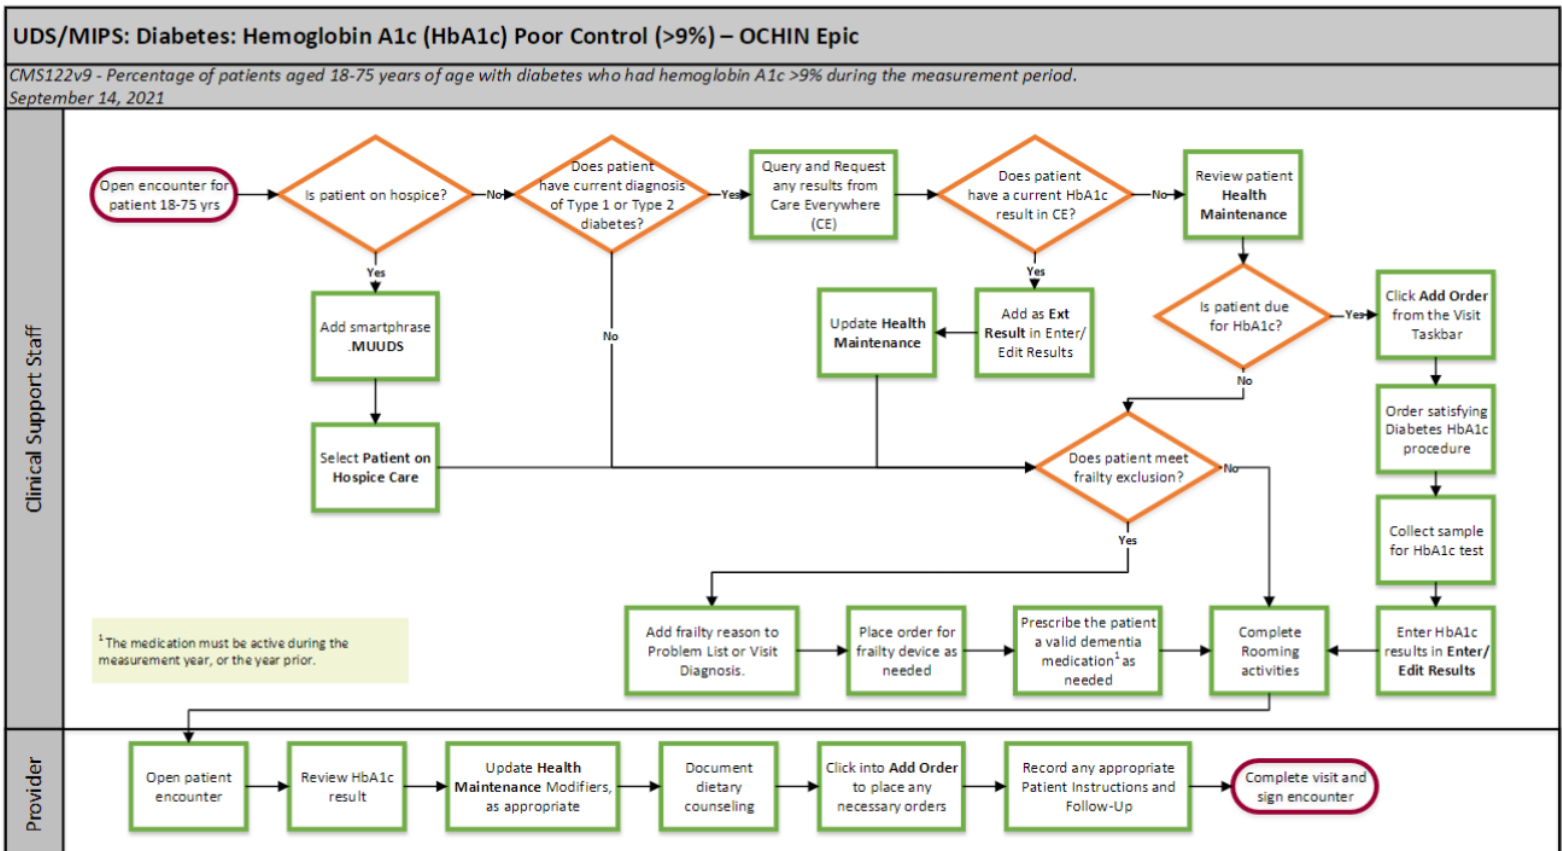 UDS/MIPS: Diabetes: Hemoglobin A1c (HbA1c) Poor Control (>9%) – OCHIN Epic
CMS122v9 - Percentage of patients aged 18-75 years of age with diabetes who had hemoglobin A1c >9% during the measurement period.
September 14, 2021
Clinical Support Staff
Open encounter for
patient 18-75 yrs
Is patient on hospice?
No
Yes
Does patient
have current diagnosis
of Type 1 or Type 2
diabetes?
Yes
No
Query and Request
any results from
Care Everywhere
(CE)
Does patient
have a current HbA1c
result in CE?
No
Yes
Review patient
Health
Maintenance
Add smartphrase
.MUUDS
Select Patient on
Hospice Care
Update Health
Maintenance
Add as Ext
Result in Enter/
Edit Results
Is patient due
for HbA1c?
Yes
No
Click Add Order
from the Visit
Taskbar
Order satisfying
Diabetes HbA1c
procedure
Collect sample
for HbA1c test
Does patient meet
frailty exclusion?
No
Yes
1 The medication must be active during the
measurement year, or the year prior.
Add frailty reason to
Problem List or Visit
Diagnosis.
Place order for
frailty device as
needed
Prescribe the patient
a valid dementia
medication1 as
needed
Complete
Rooming
activities
Enter HbA1c
results in Enter/
Edit Results
Provider
Open patient
encounter
Review HbA1c
result
Update Health
Maintenance Modifiers,
as appropriate
Document
dietary
counseling
Click into Add Order
to place any
necessary orders
Record any appropriate
Patient Instructions and
Follow-Up
Complete visit and
sign encounter